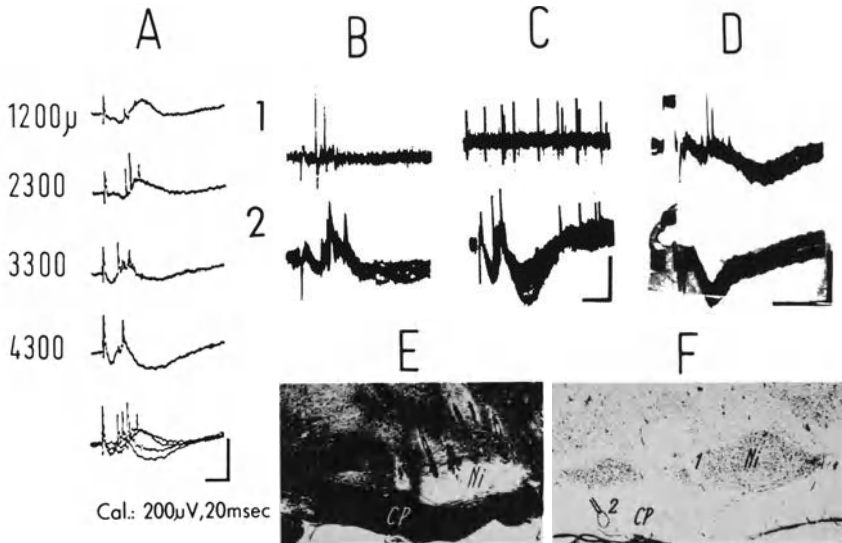 A
B
C
D
1200μ
2300
3300
4300
1
2
Cal.: 200μV,20msec
E
F
Ni
CP
1
Ni
2
CP